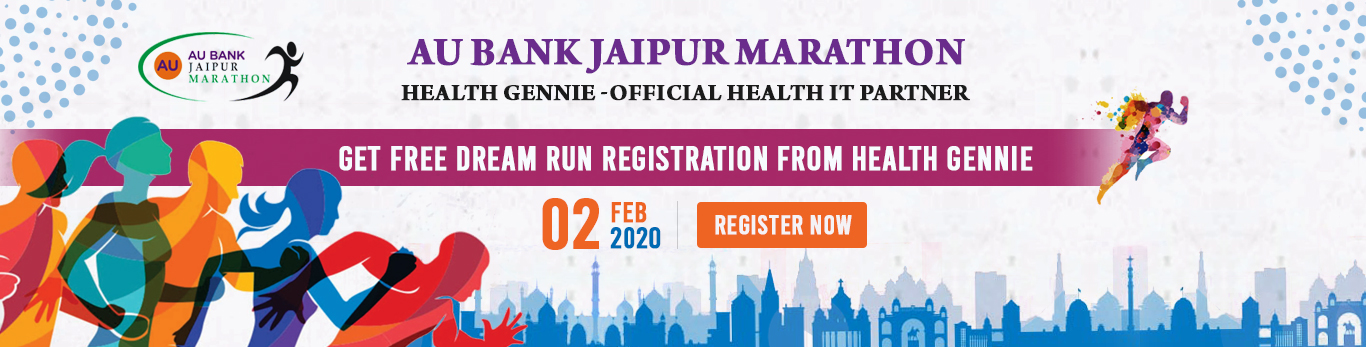 AU
AU BANK
JAIPUR
MARATHON
AU BANK JAIPUR MARATHON
HEALTH GENNIE -OFFICIAL HEALTH IT PARTNER
GET FREE DREAM RUN REGISTRATION FROM HEALTH GENNIE
02 FEB
2020
REGISTER NOW